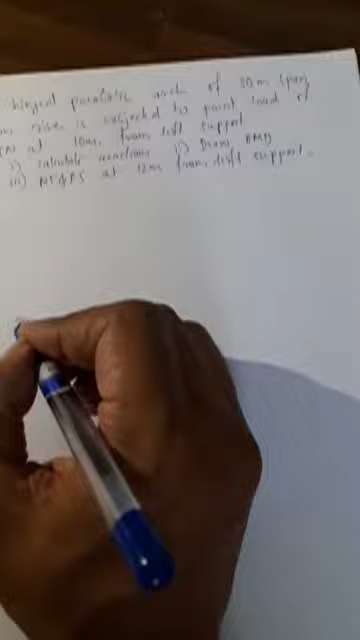 hinged parabolic arch of 30m span
rise is subjected to point load of
at 10m from left support
i) calculate reactions ii) Draw BMD
iii) NT & RS at 12m from left support.